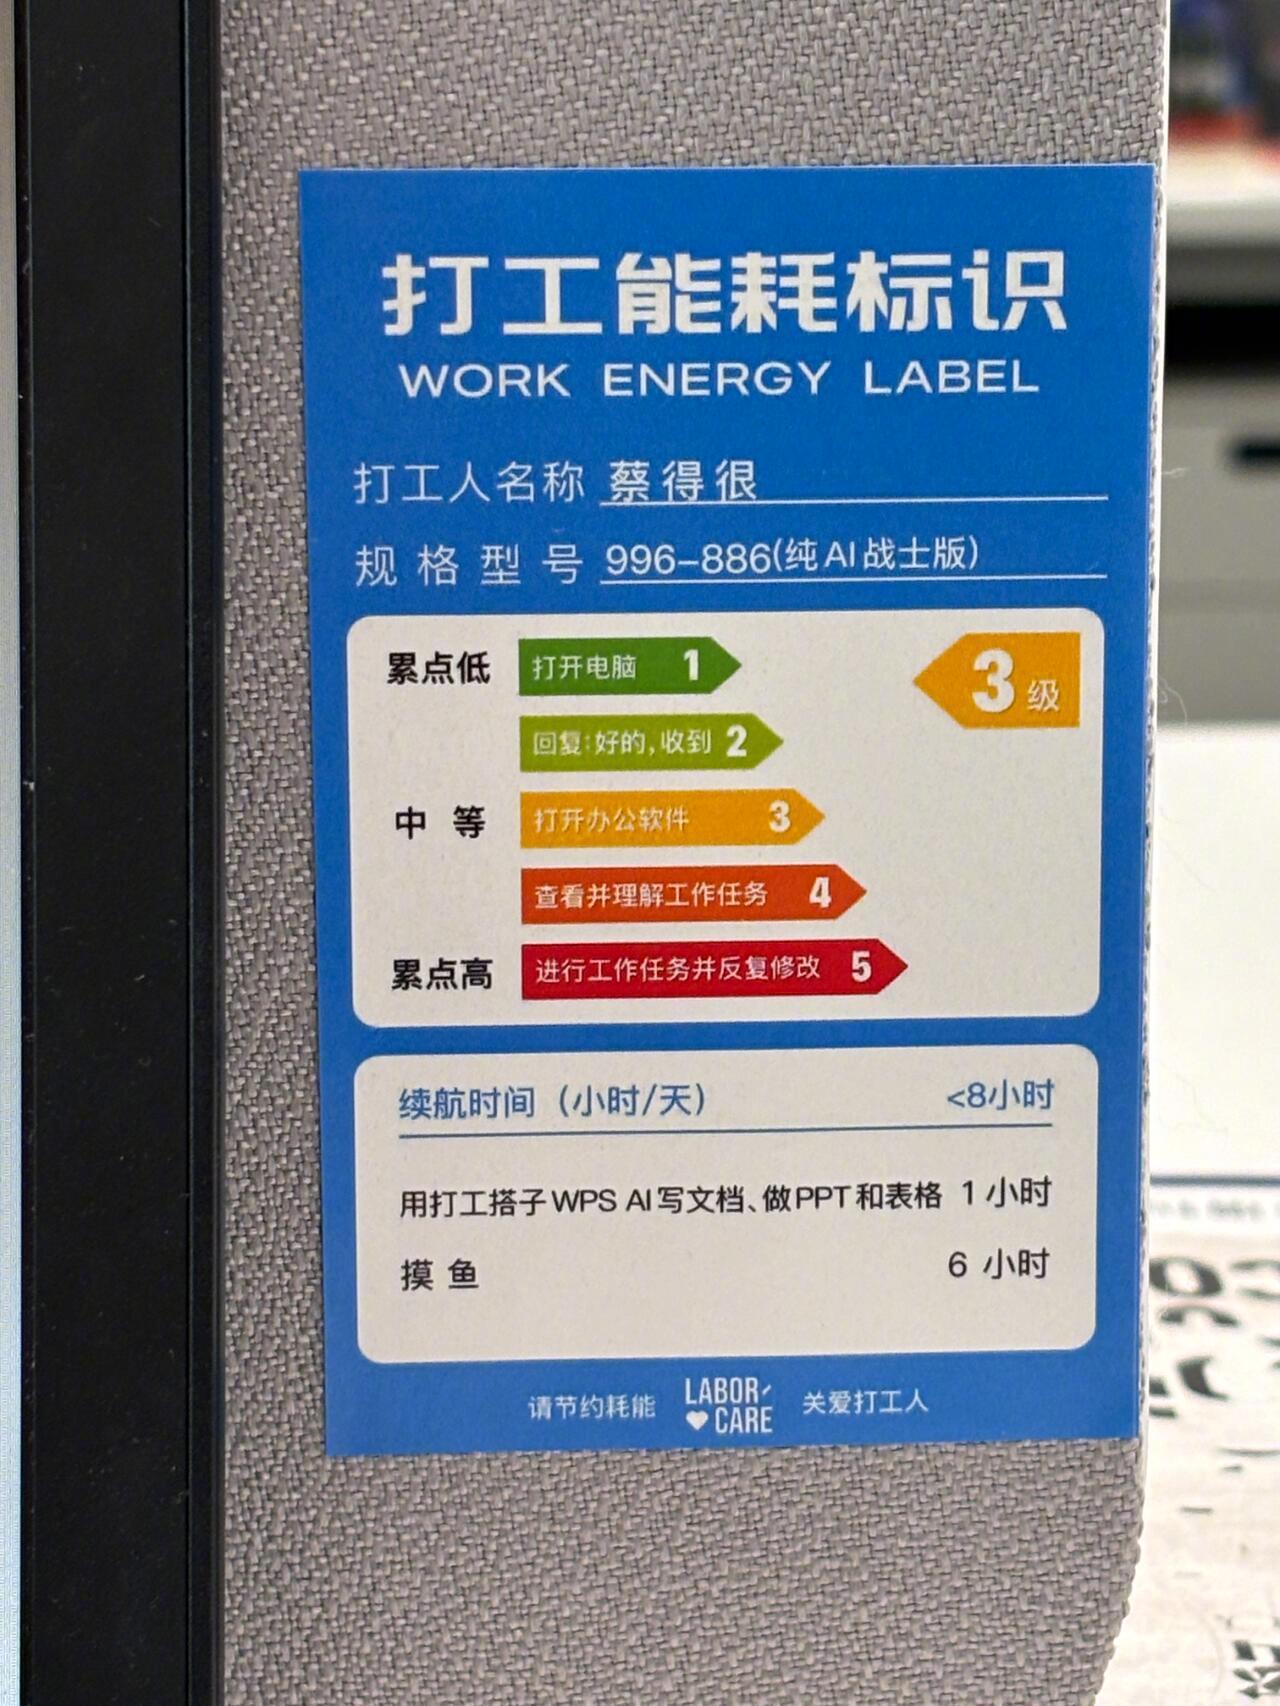 打工能耗标识
WORK ENERGY LABEL
打工人名称 蔡得很
规格型号 996-886(纯AI战士版)
累点低 打开电脑 1 3级
回复:好的,收到 2
中等 打开办公软件 3
查看并理解工作任务 4
累点高 进行工作任务并反复修改 5
续航时间(小时/天) <8小时
用打工搭子WPS AI写文档、做PPT和表格 1小时
摸鱼 6小时
请节约耗能 LABOR CARE 关爱打工人